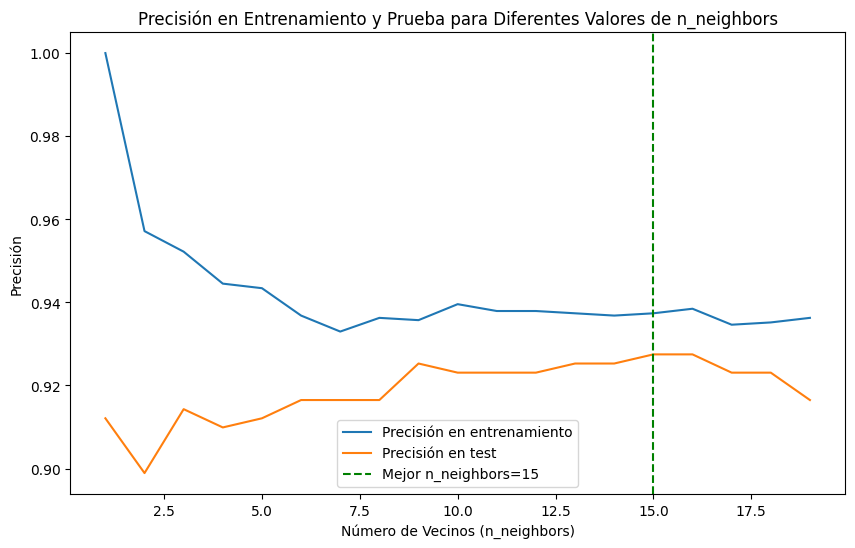 Precisión en Entrenamiento y Prueba para Diferentes Valores de n_neighbors
Precisión
1.00
0.98
0.96
0.94
0.92
0.90
Precisión en entrenamiento
Precisión en test
Mejor n_neighbors=15
2.5 5.0 7.5 10.0 12.5 15.0 17.5
Número de Vecinos (n_neighbors)